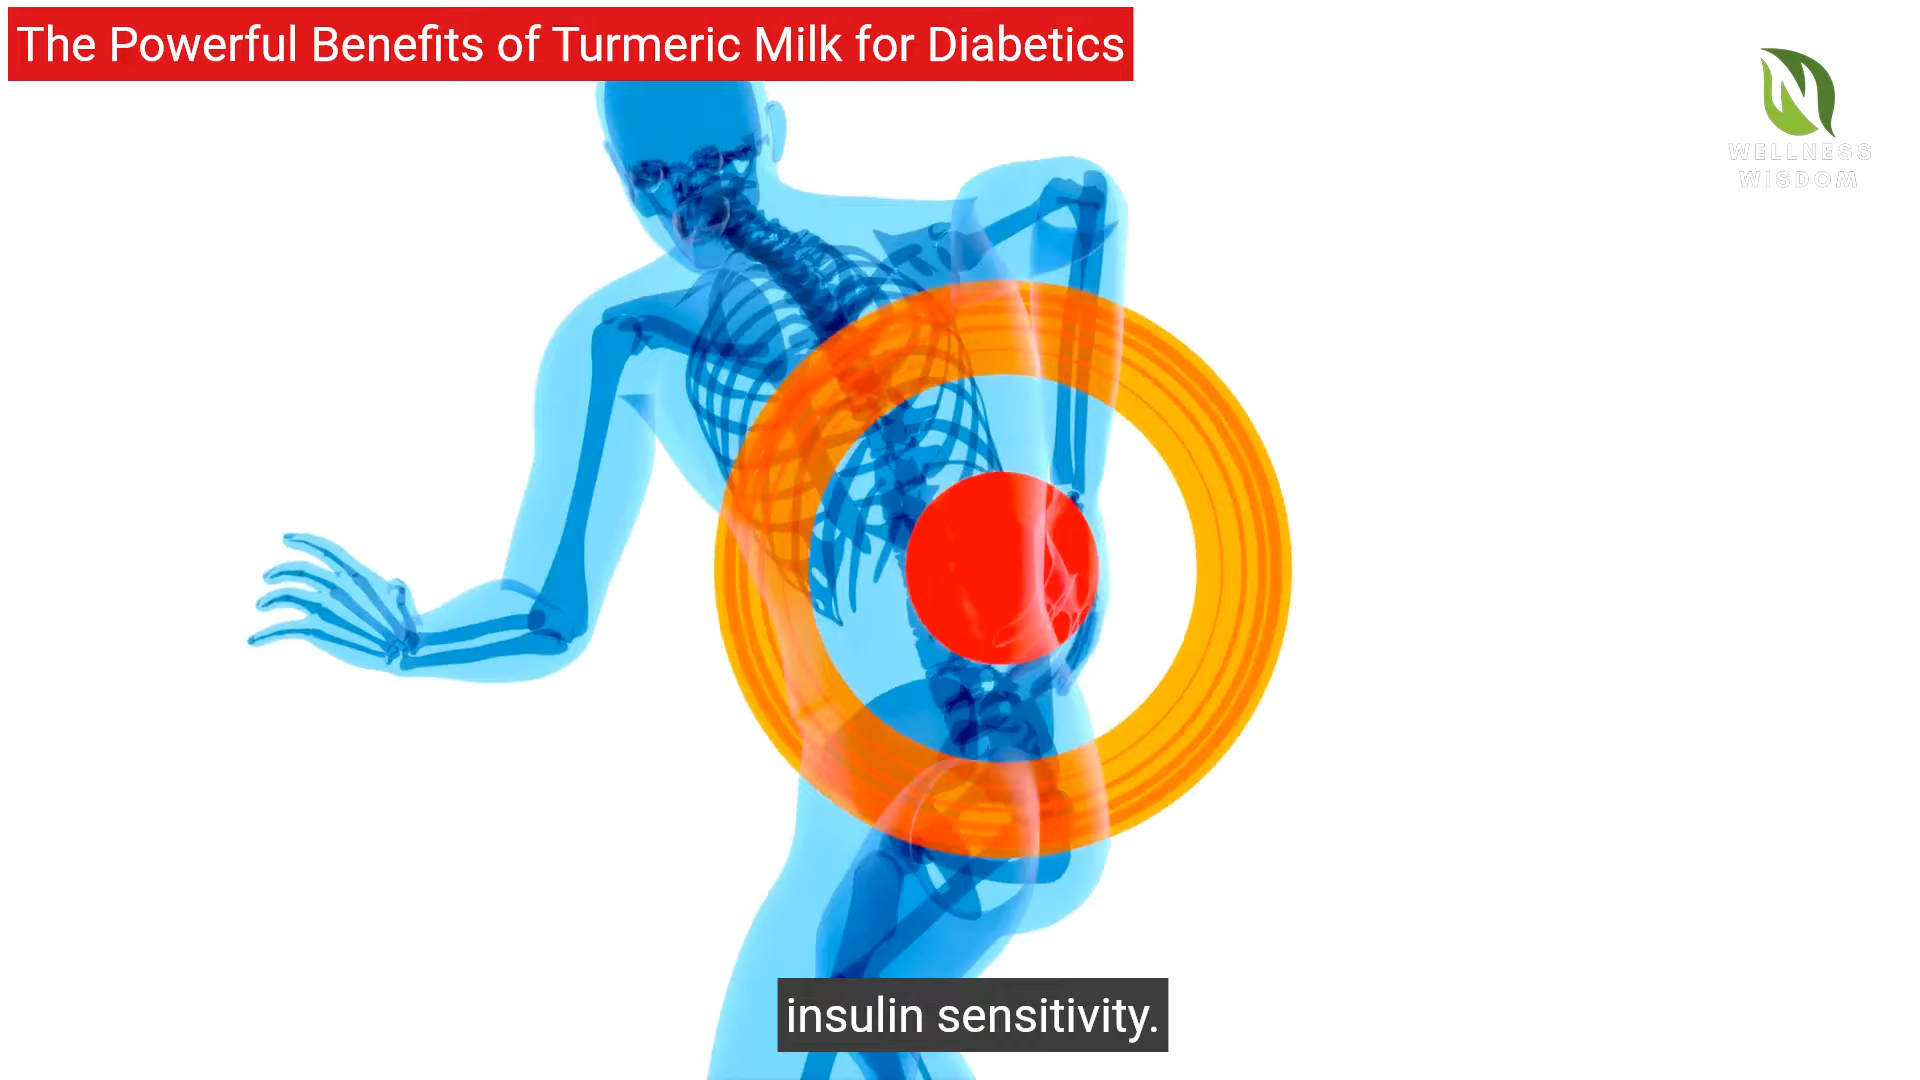 The Powerful Benefits of Turmeric Milk for Diabetics
WELLNESS
WISDOM
insulin sensitivity.